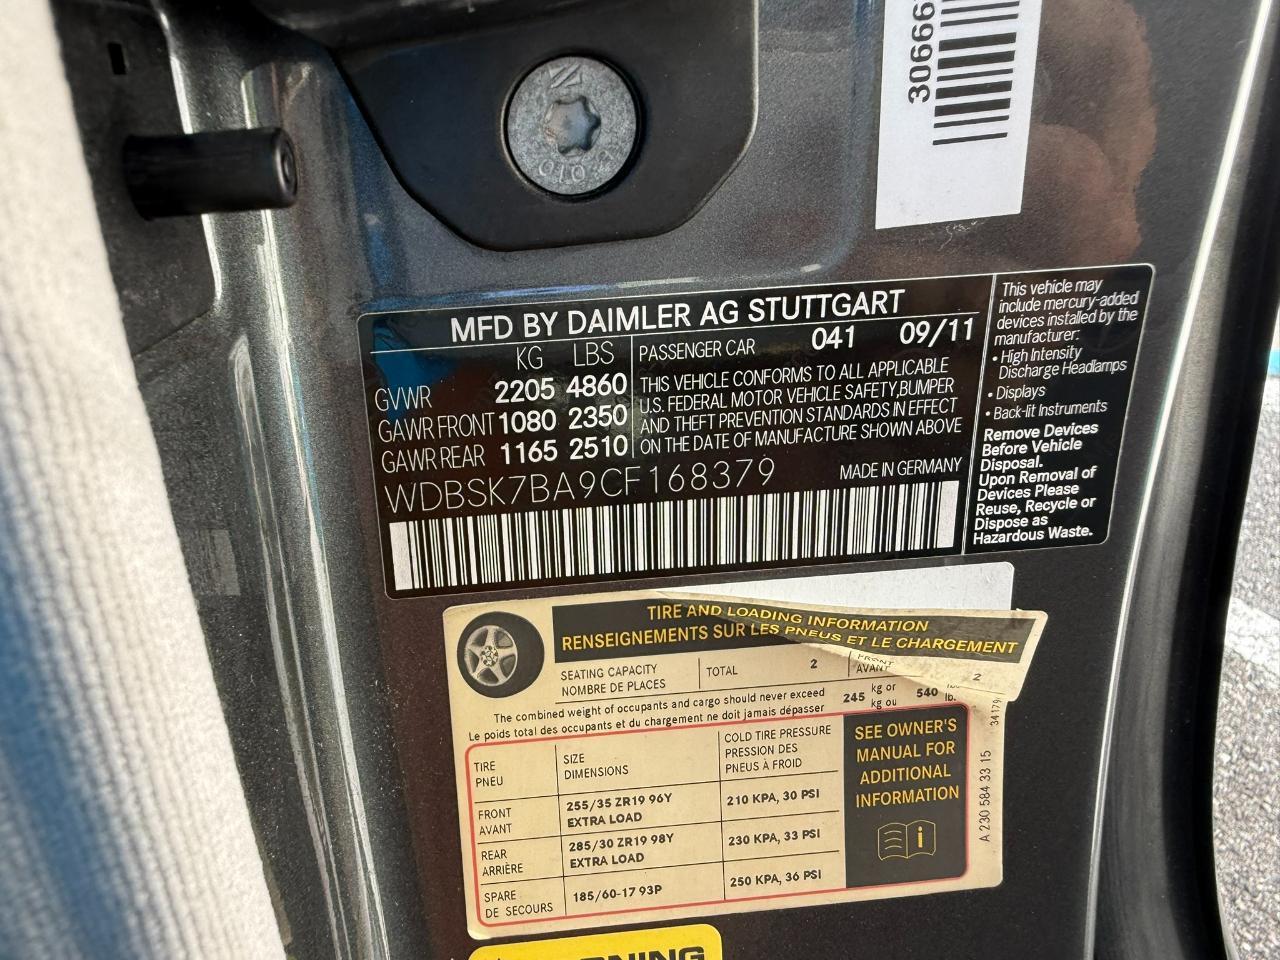 30666
MFD BY DAIMLER AG STUTTGART
KG LBS
GVWR 2205 4860
GAWR FRONT 1080 2350
GAWR REAR 1165 2510
PASSENGER CAR 041 09/11
THIS VEHICLE CONFORMS TO ALL APPLICABLE
U.S. FEDERAL MOTOR VEHICLE SAFETY,BUMPER
AND THEFT PREVENTION STANDARDS IN EFFECT
ON THE DATE OF MANUFACTURE SHOWN ABOVE
WDBSK7BA9CF168379
MADE IN GERMANY
This vehicle may
include mercury-added
devices installed by the
manufacturer:
• High Intensity
Discharge Headlamps
• Displays
• Back-lit Instruments
Remove Devices
Before Vehicle
Disposal.
Upon Removal of
Devices Please
Reuse, Recycle or
Dispose as
Hazardous Waste.
TIRE AND LOADING INFORMATION
RENSEIGNEMENTS SUR LES PNEUS ET LE CHARGEMENT
SEATING CAPACITY
NOMBRE DE PLACES
TOTAL 2
FRONT
AVANT
2
The combined weight of occupants and cargo should never exceed
Le poids total des occupants et du chargement ne doit jamais dépasser
245 kg or
kg ou
540
lb.
TIRE
PNEU
SIZE
DIMENSIONS
COLD TIRE PRESSURE
PRESSION DES
PNEUS À FROID
FRONT
AVANT
255/35 ZR19 96Y
EXTRA LOAD
210 KPA, 30 PSI
REAR
ARRIÈRE
285/30 ZR19 98Y
EXTRA LOAD
230 KPA, 33 PSI
SPARE
DE SECOURS
185/60-17 93P
250 KPA, 36 PSI
SEE OWNER'S
MANUAL FOR
ADDITIONAL
INFORMATION
i
A 230 584 33 15
3417